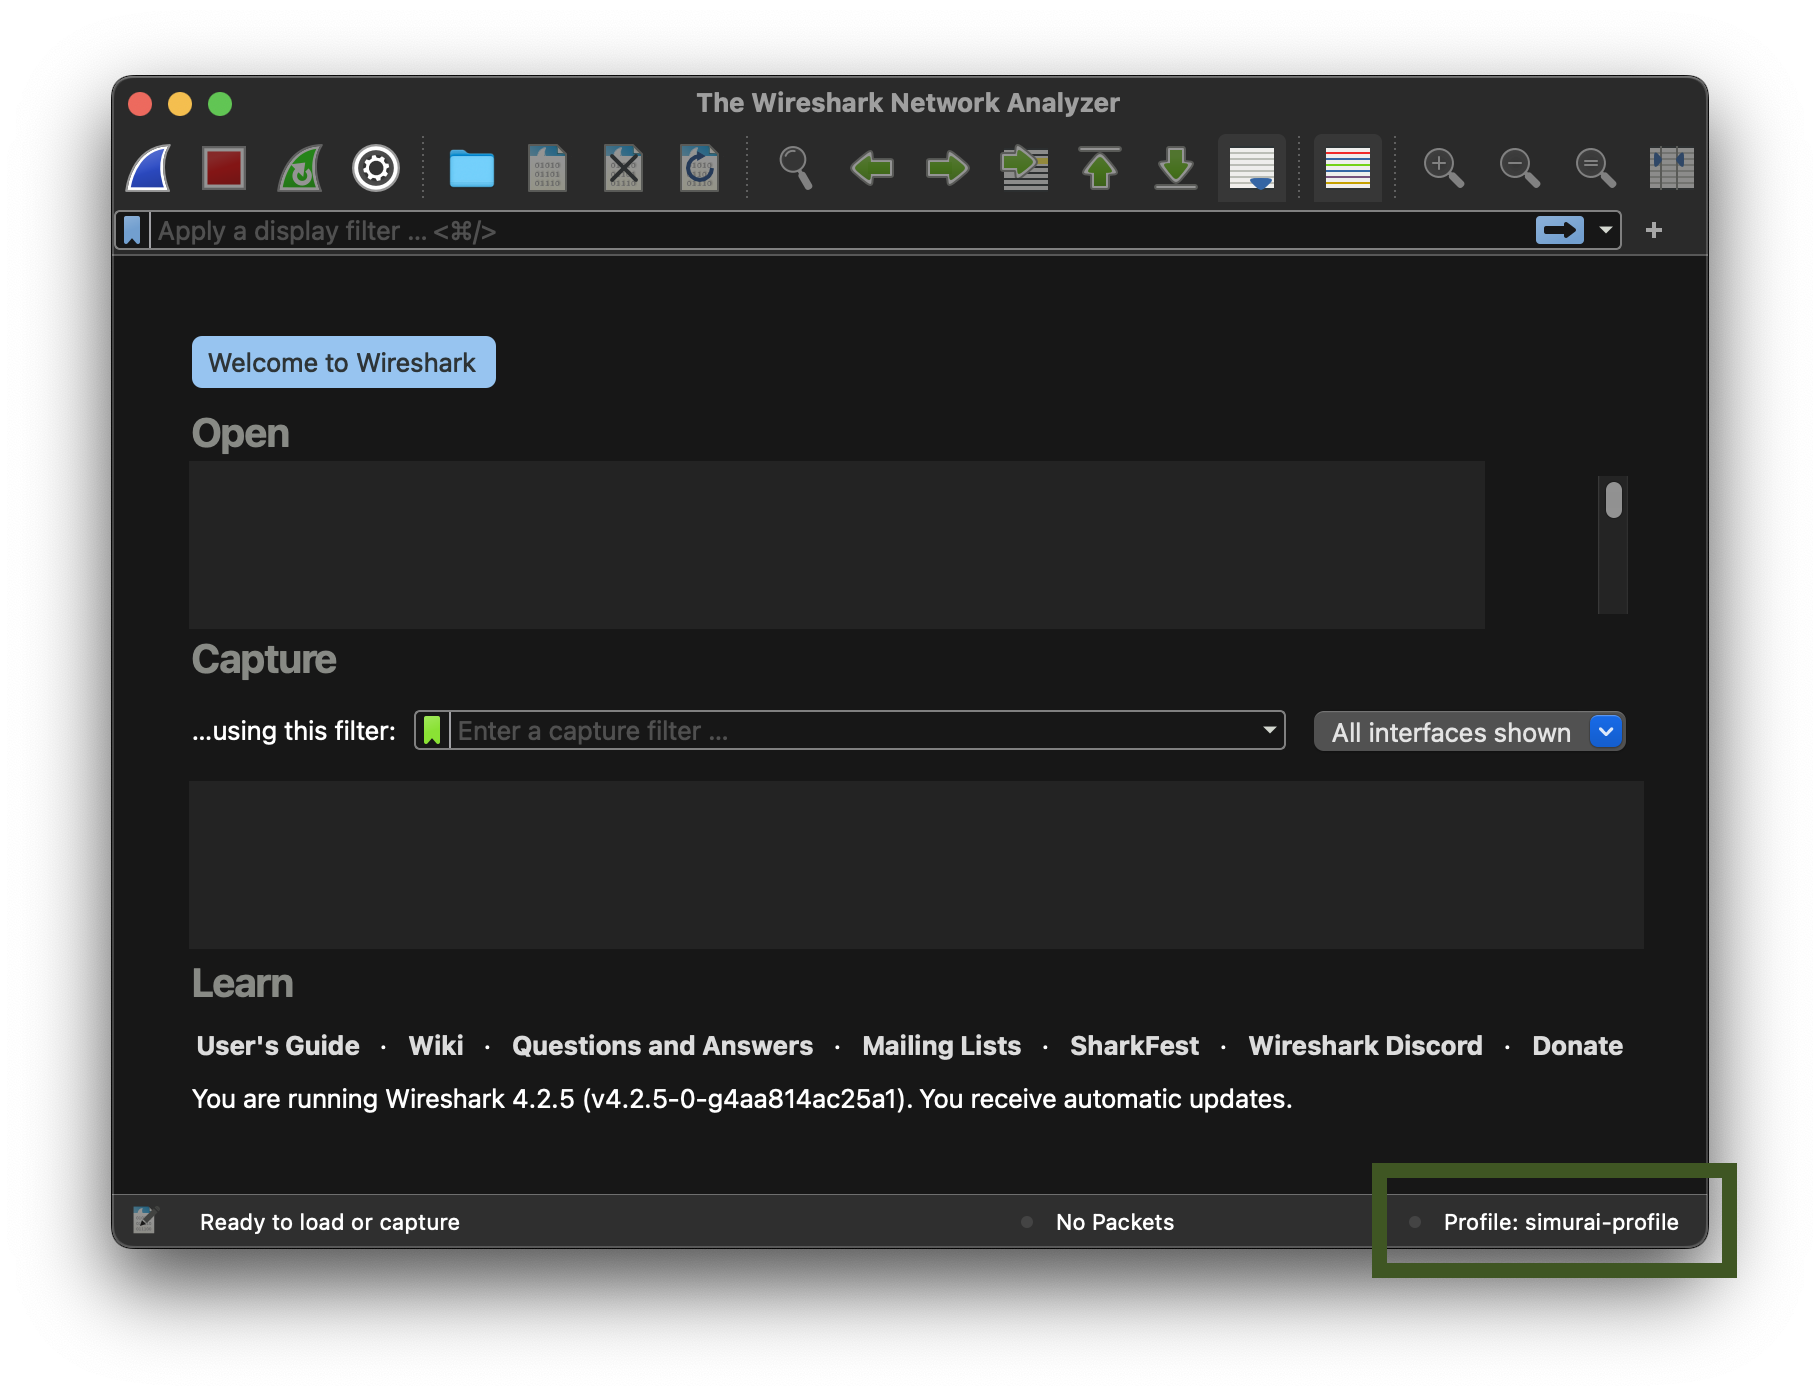 The Wireshark Network Analyzer
Apply a display filter ... <⌘/>
Welcome to Wireshark
Open
Capture
...using this filter:
Enter a capture filter ...
All interfaces shown
Learn
User's Guide · Wiki · Questions and Answers · Mailing Lists · SharkFest · Wireshark Discord · Donate
You are running Wireshark 4.2.5 (v4.2.5-0-g4aa814ac25a1). You receive automatic updates.
Ready to load or capture
No Packets
Profile: simurai-profile